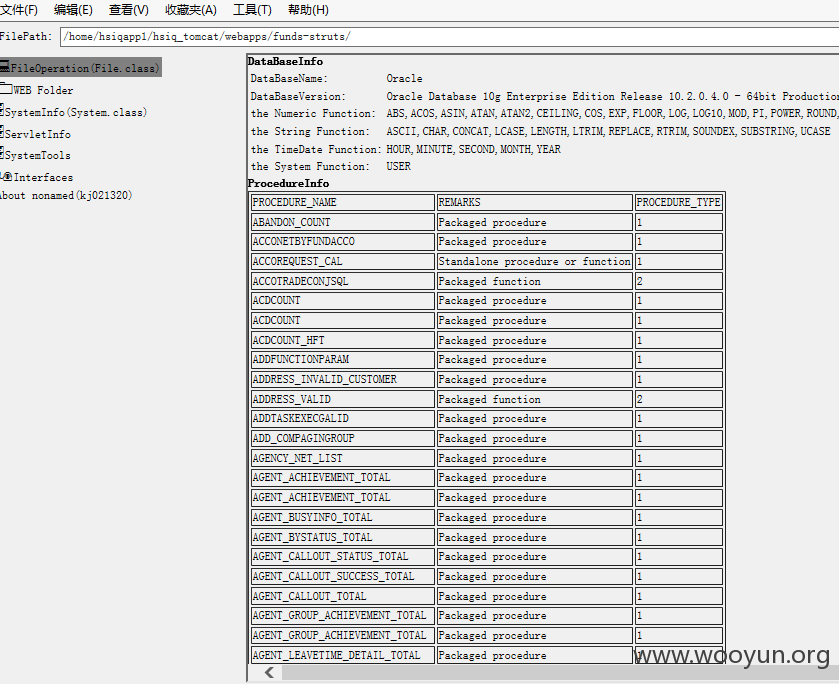 文件(F) 编辑(E) 查看(V) 收藏夹(A) 工具(T) 帮助(H)
FilePath: /home/hsiqapp1/hsiq_tomcat/webapps/funds-struts/
FileOperation(File.class)
WEB Folder
SystemInfo(System.class)
ServletInfo
SystemTools
Interfaces
About nonamed(kj021320)
DataBaseInfo
DataBaseName: Oracle
DataBaseVersion: Oracle Database 10g Enterprise Edition Release 10.2.0.4.0 - 64bit Production
the Numeric Function: ABS,ACOS,ASIN,ATAN,ATAN2,CEILING,COS,EXP,FLOOR,LOG,LOG10,MOD,PI,POWER,ROUND,
the String Function: ASCII,CHAR,CONCAT,LCASE,LENGTH,LTRIM,REPLACE,RTRIM,SOUNDEX,SUBSTRING,UCASE
the TimeDate Function: HOUR,MINUTE,SECOND,MONTH,YEAR
the System Function: USER
ProcedureInfo
PROCEDURE_NAME REMARKS PROCEDURE_TYPE
ABANDON_COUNT Packaged procedure 1
ACCONETBYFUNDACCO Packaged procedure 1
ACCOREQUEST_CAL Standalone procedure or function 1
ACCOTRADECONJSQL Packaged function 2
ACDCOUNT Packaged procedure 1
ACDCOUNT Packaged procedure 1
ACDCOUNT_HFT Packaged procedure 1
ADDFUNCTIONPARAM Packaged procedure 1
ADDRESS_INVALID_CUSTOMER Packaged procedure 1
ADDRESS_VALID Packaged function 2
ADDTASKEXECGALID Packaged procedure 1
ADD_COMPAGINGROUP Packaged procedure 1
AGENCY_NET_LIST Packaged procedure 1
AGENT_ACHIEVEMENT_TOTAL Packaged procedure 1
AGENT_ACHIEVEMENT_TOTAL Packaged procedure 1
AGENT_BUSYINFO_TOTAL Packaged procedure 1
AGENT_BYSTATUS_TOTAL Packaged procedure 1
AGENT_CALLOUT_STATUS_TOTAL Packaged procedure 1
AGENT_CALLOUT_SUCCESS_TOTAL Packaged procedure 1
AGENT_CALLOUT_TOTAL Packaged procedure 1
AGENT_GROUP_ACHIEVEMENT_TOTAL Packaged procedure 1
AGENT_GROUP_ACHIEVEMENT_TOTAL Packaged procedure 1
AGENT_LEAVETIME_DETAIL_TOTAL Packaged procedure
www.wooyun.org